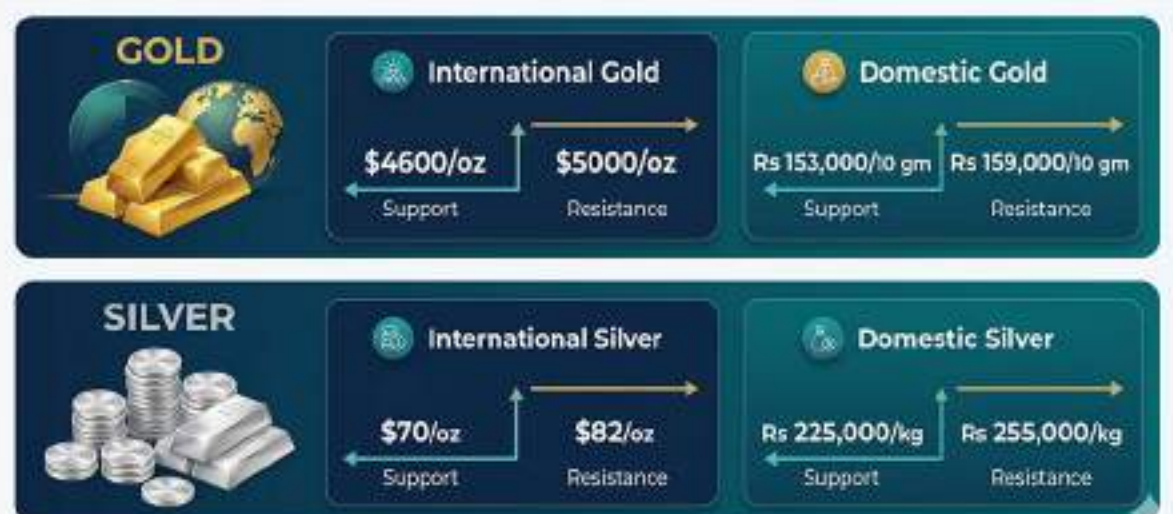 GOLD
International Gold
$4600/oz
Support
$5000/oz
Resistance
Domestic Gold
Rs 153,000/10 gm
Support
Rs 159,000/10 gm
Resistance
SILVER
International Silver
$70/oz
Support
$82/oz
Resistance
Domestic Silver
Rs 225,000/kg
Support
Rs 255,000/kg
Resistance